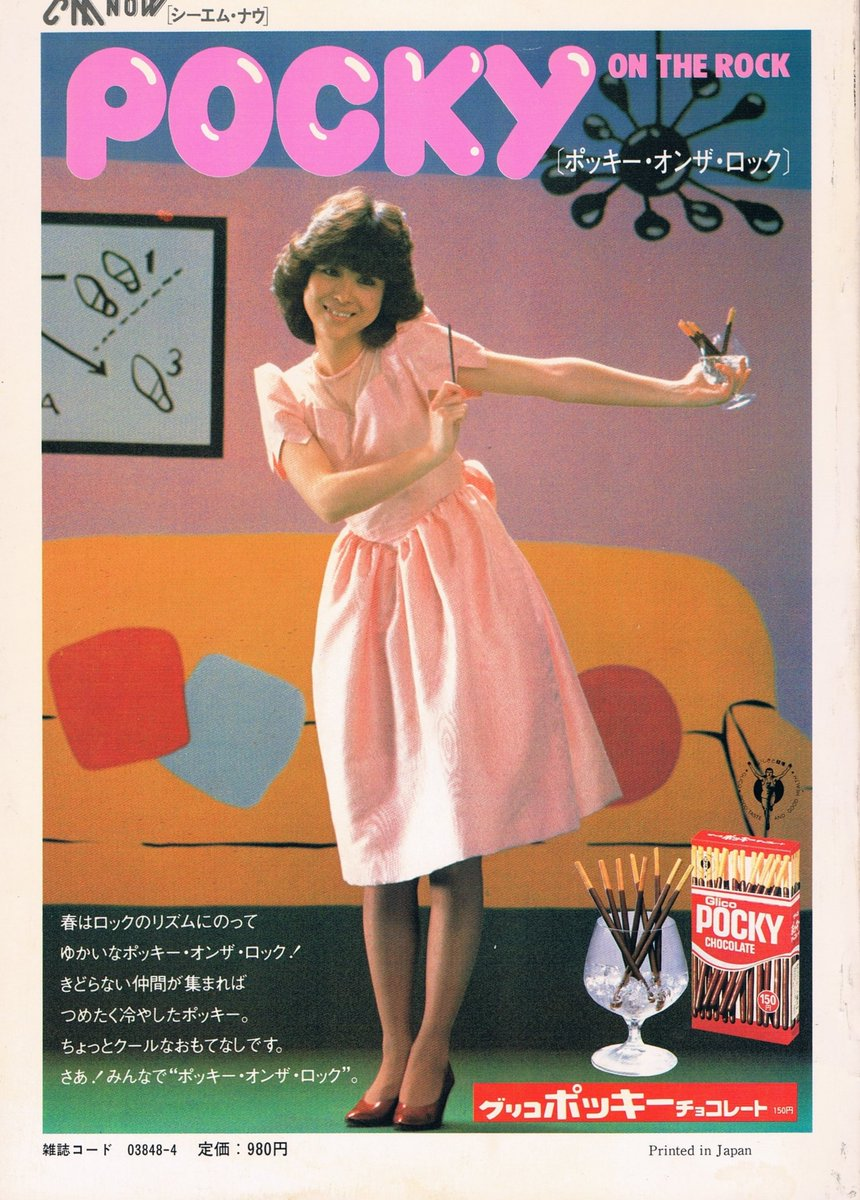 CM NOW [シーエム・ナウ]
POCKY ON THE ROCK
〔ポッキー・オンザ・ロック〕
1
3
A
春はロックのリズムにのって
ゆかいなポッキー・オンザ・ロック！
きどらない仲間が集まれば
つめたく冷やしたポッキー。
ちょっとクールなおもてなしです。
さあ！みんなで“ポッキー・オンザ・ロック”。
Glico
POCKY
CHOCOLATE
150円
グリコポッキーチョコレート 150円
雑誌コード 03848-4 定価：980円
Printed in Japan